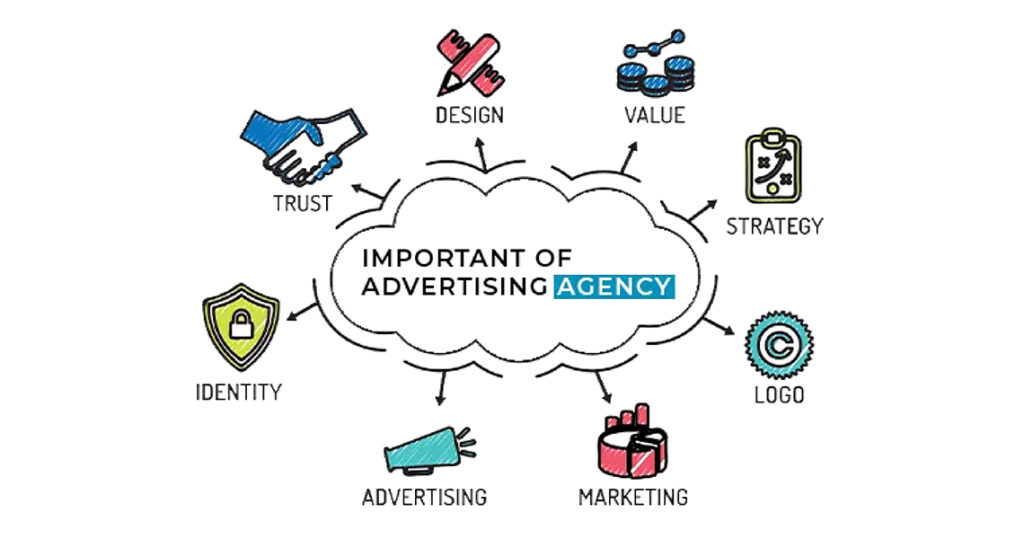 DESIGN
VALUE
TRUST
STRATEGY
IMPORTANT OF
ADVERTISING AGENCY
IDENTITY
LOGO
ADVERTISING
MARKETING